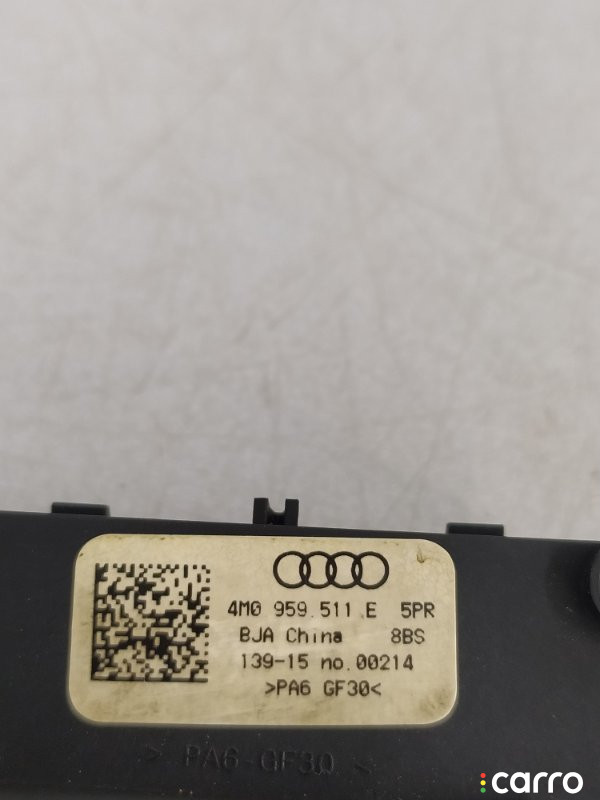 4M0 959.511 E 5PR
BJA China 8BS
139-15 no.00214
>PA6 GF30<
> PA6 GF30 <
carro